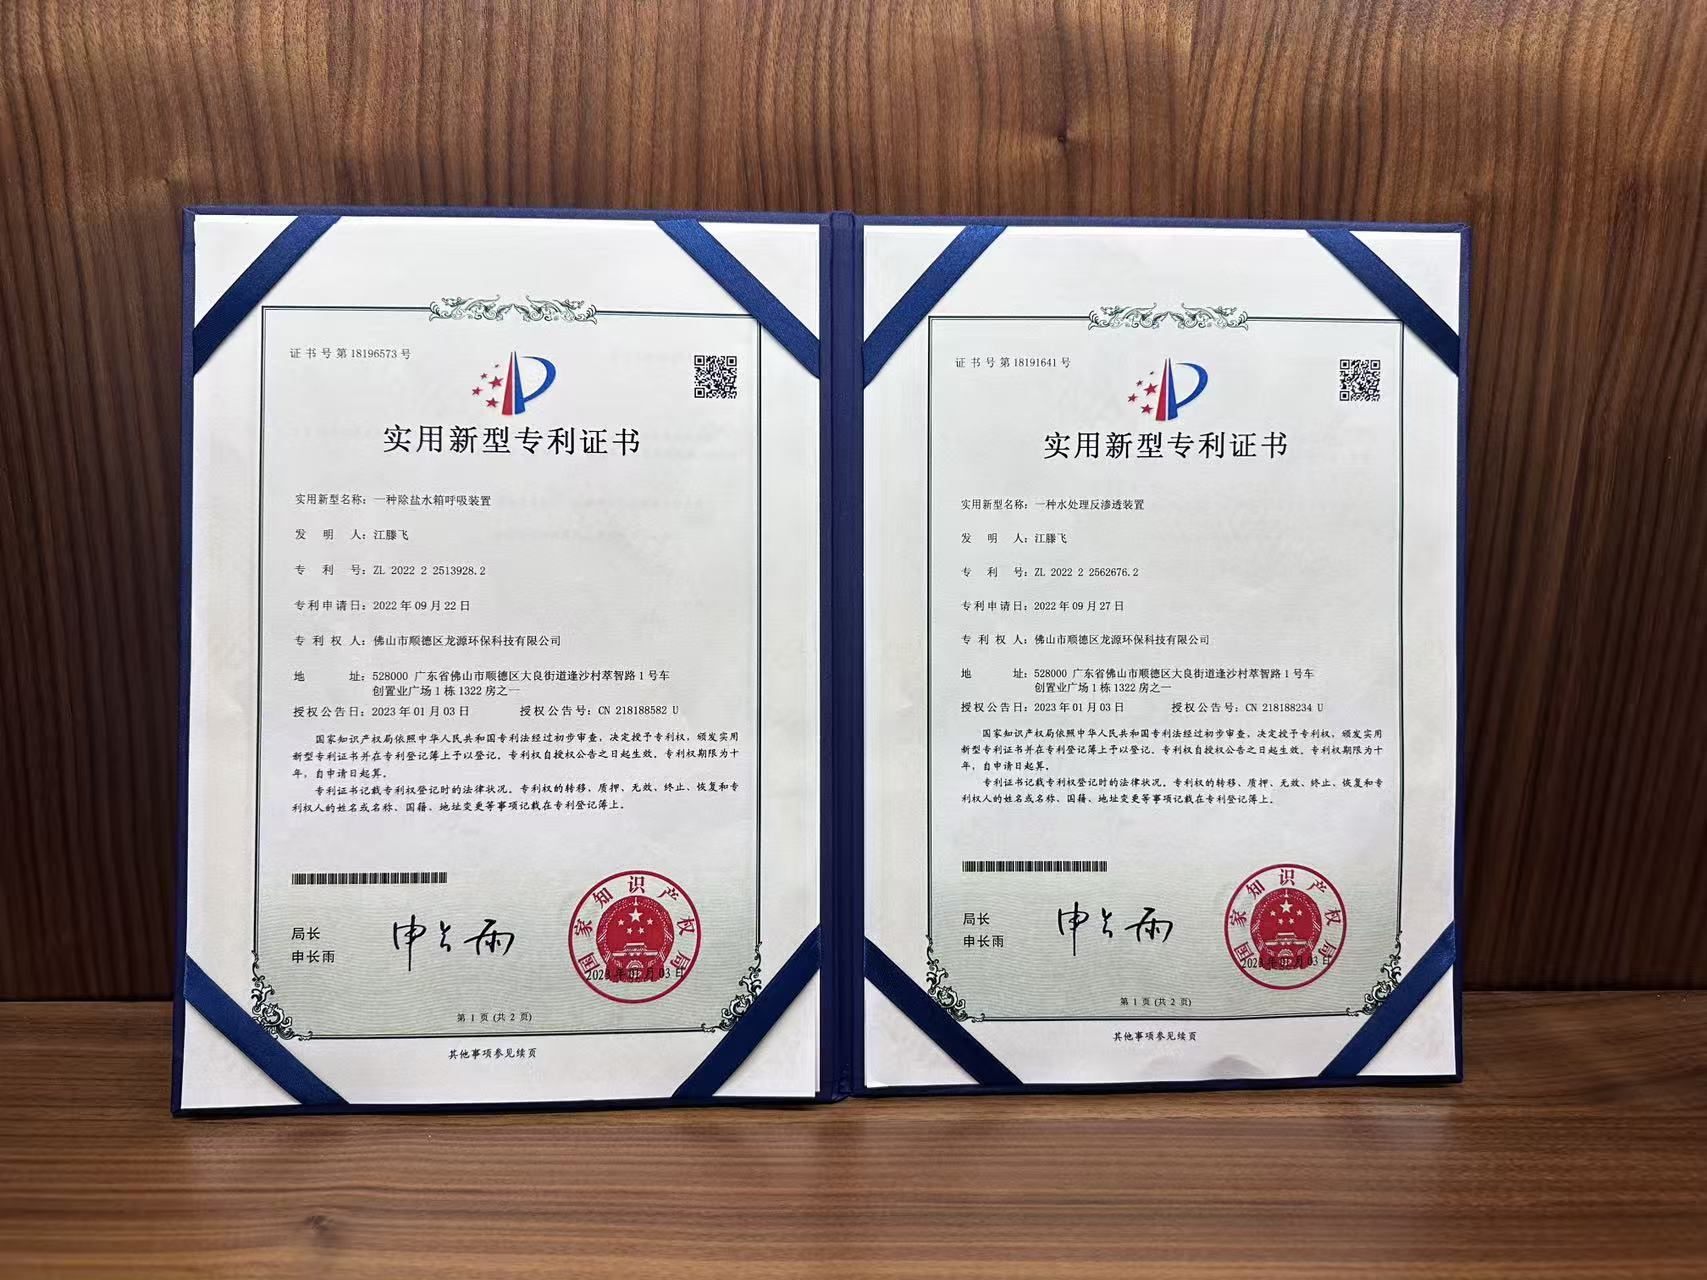 证书号第18196573号
实用新型专利证书
实用新型名称：一种除盐水箱呼吸装置
发明人：江滕飞
专利号：ZL 2022 2 2513928.2
专利申请日：2022年09月22日
专利权人：佛山市顺德区龙源环保科技有限公司
地址：528000 广东省佛山市顺德区大良街道逢沙村萃智路1号车
创置业广场1栋1322房之一
授权公告日：2023年01月03日 授权公告号：CN 218188582 U
国家知识产权局依照中华人民共和国专利法经过初步审查，决定授予专利权，颁发实用
新型专利证书并在专利登记簿上予以登记。专利权自授权公告之日起生效。专利权期限为十
年，自申请日起算。
专利证书记载专利权登记时的法律状况。专利权的转移、质押、无效、终止、恢复和专
利权人的姓名或名称、国籍、地址变更等事项记载在专利登记簿上。
局长
申长雨
申长雨
国家知识产权局
2023年01月03日
第 1 页 (共 2 页)
其他事项参见续页
证书号第18191641号
实用新型专利证书
实用新型名称：一种水处理反渗透装置
发明人：江滕飞
专利号：ZL 2022 2 2562676.2
专利申请日：2022年09月27日
专利权人：佛山市顺德区龙源环保科技有限公司
地址：528000 广东省佛山市顺德区大良街道逢沙村萃智路1号车
创置业广场1栋1322房之一
授权公告日：2023年01月03日 授权公告号：CN 218188234 U
国家知识产权局依照中华人民共和国专利法经过初步审查，决定授予专利权，颁发实用
新型专利证书并在专利登记簿上予以登记。专利权自授权公告之日起生效。专利权期限为十
年，自申请日起算。
专利证书记载专利权登记时的法律状况。专利权的转移、质押、无效、终止、恢复和专
利权人的姓名或名称、国籍、地址变更等事项记载在专利登记簿上。
局长
申长雨
申长雨
国家知识产权局
2023年01月03日
第 1 页 (共 2 页)
其他事项参见续页